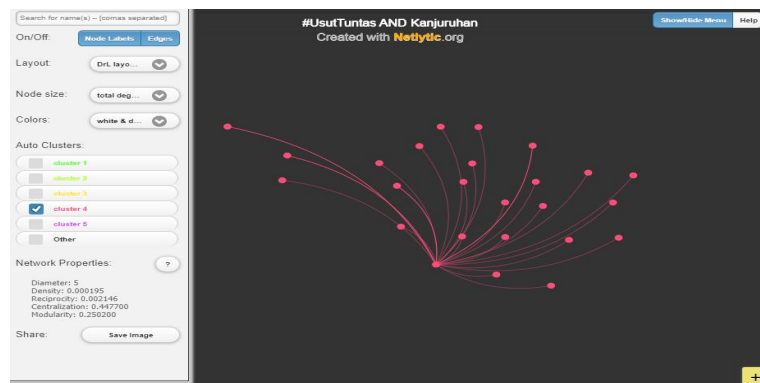 Search for name(s) – [comas separated]
On/Off:
Node Labels
Edges
Layout:
DrL layo...
Node size:
total deg...
Colors:
white & d...
Auto Clusters:
cluster 1
cluster 2
cluster 3
cluster 4
cluster 5
Other
Network Properties:
?
Diameter: 5
Density: 0.000195
Reciprocity: 0.002146
Centralization: 0.447700
Modularity: 0.250200
Share:
Save Image
#UsutTuntas AND Kanjuruhan
Created with Netlytic.org
Show/Hide Menu
Help
+